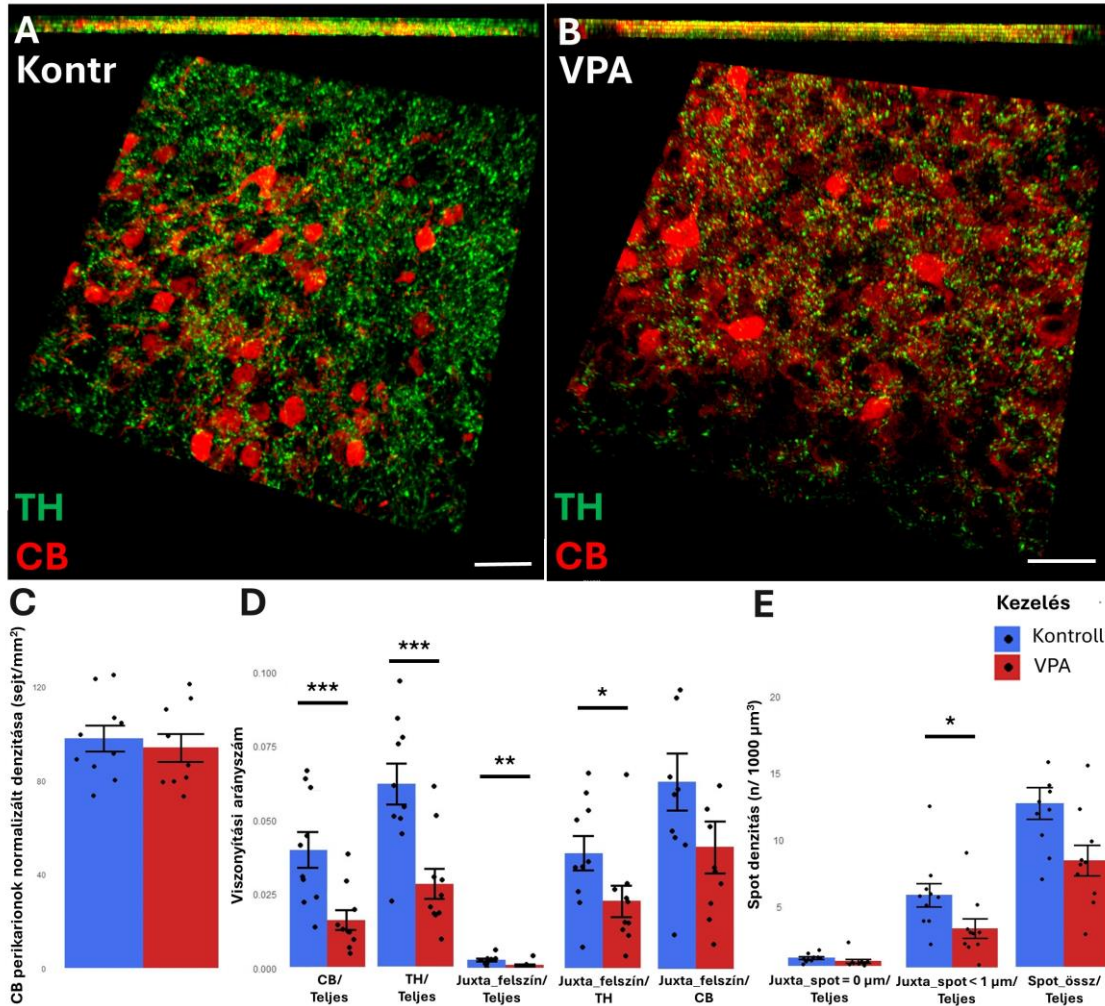 A
Kontr
TH
CB
B
VPA
TH
CB
C
CB perikarionok normalizált denzitása (sejt/mm²)
120
80
40
0
D
Viszonyítási arányszám
0.100
0.075
0.050
0.025
0.000
***
***
**
*
CB/
Teljes
TH/
Teljes
Juxta_felszín/
Teljes
Juxta_felszín/
TH
Juxta_felszín/
CB
E
Kezelés
Kontroll
VPA
Spot denzitás (n/ 1000 µm³)
20
15
10
5
*
Juxta_spot = 0 µm/
Teljes
Juxta_spot < 1 µm/
Teljes
Spot_össz/
Teljes